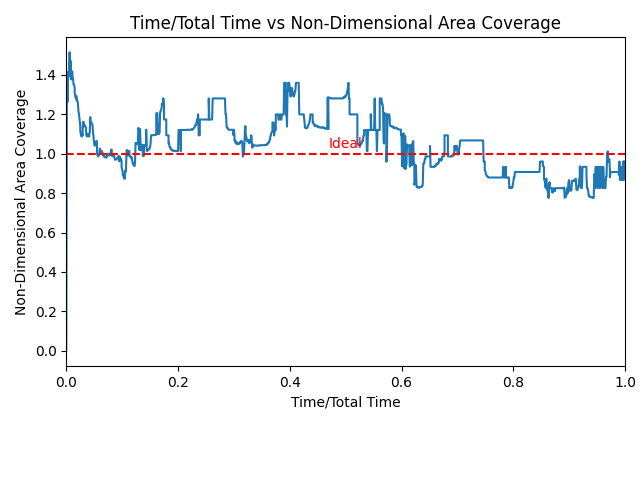 Time/Total Time vs Non-Dimensional Area Coverage
Non-Dimensional Area Coverage
1.4
1.2
1.0
0.8
0.6
0.4
0.2
0.0
Ideal
0.0 0.2 0.4 0.6 0.8 1.0
Time/Total Time